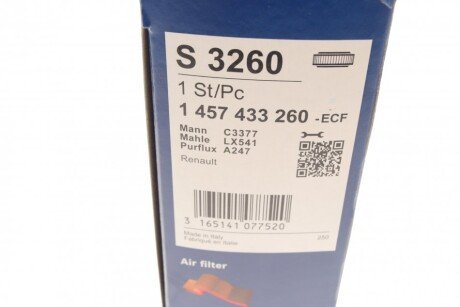 S 3260
1 St/Pc
1 457 433 260 -ECF
Mann C3377
Mahle LX541
Purflux A247
Renault
3 165141 077520
Made in Italy
Fabriqué en Italie
250
Air filter